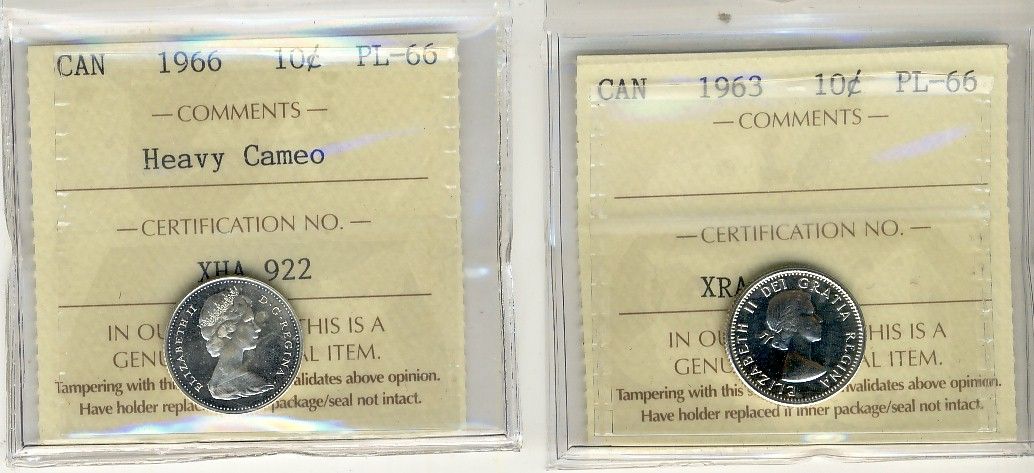 CAN 1966 10¢ PL-66
— COMMENTS —
Heavy Cameo
— CERTIFICATION NO. —
XHA 922
IN OU THIS IS A
GENU AL ITEM.
Tampering with th alidates above opinion.
Have holder replac package/seal not intact.
ELIZABETH II D·G·REGINA
CAN 1963 10¢ PL-66
— COMMENTS —
— CERTIFICATION NO. —
XRA
IN OU HIS IS A
GENU AL ITEM.
Tampering with this validates above opinion.
Have holder replaced if inner package/seal not intact.
ELIZABETH II DEI GRATIA REGINA